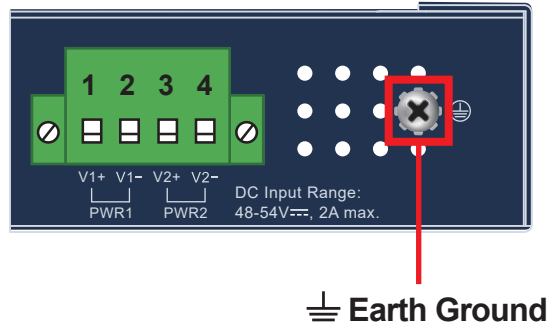 1 2 3 4
V1+ V1- V2+ V2-
PWR1 PWR2
DC Input Range:
48-54V⎓, 2A max.
Earth Ground